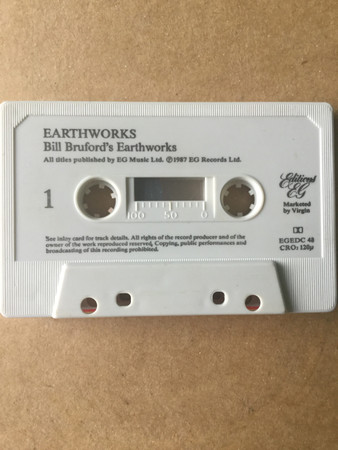 EARTHWORKS
Bill Bruford's Earthworks
All titles published by EG Music Ltd. ℗1987 EG Records Ltd.
1
100 50 0
Editions
EG
Marketed
by Virgin
See inlay card for track details. All rights of the record producer and of the
owner of the work reproduced reserved. Copying, public performances and
broadcasting of this recording prohibited.
EGEDC 48
CRO2 120μ